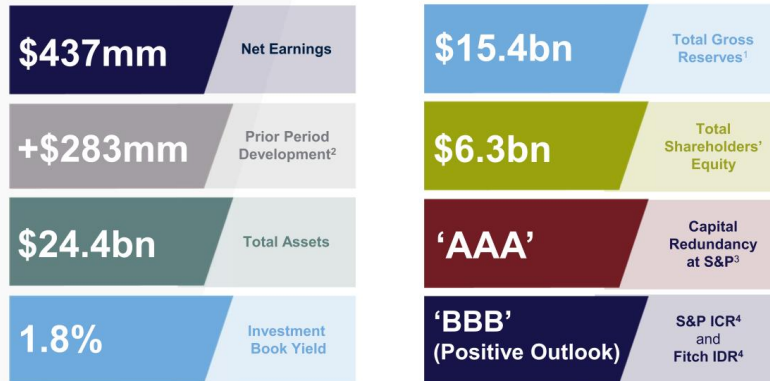 $437mm
Net Earnings
+$283mm
Prior Period
Development²
$24.4bn
Total Assets
1.8%
Investment
Book Yield
$15.4bn
Total Gross
Reserves¹
$6.3bn
Total
Shareholders’
Equity
‘AAA’
Capital
Redundancy
at S&P³
‘BBB’
(Positive Outlook)
S&P ICR⁴
and
Fitch IDR⁴